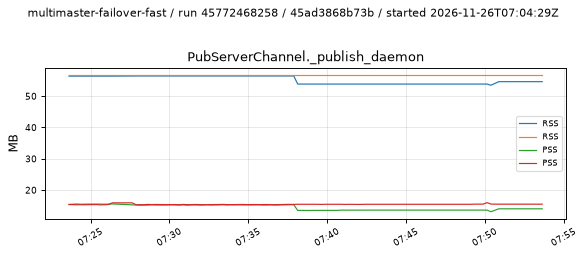 multimaster-failover-fast / run 45772468258 / 45ad3868b73b / started 2026-11-26T07:04:29Z
PubServerChannel._publish_daemon
MB
50
40
30
20
RSS
RSS
PSS
PSS
07:25
07:30
07:35
07:40
07:45
07:50
07:55